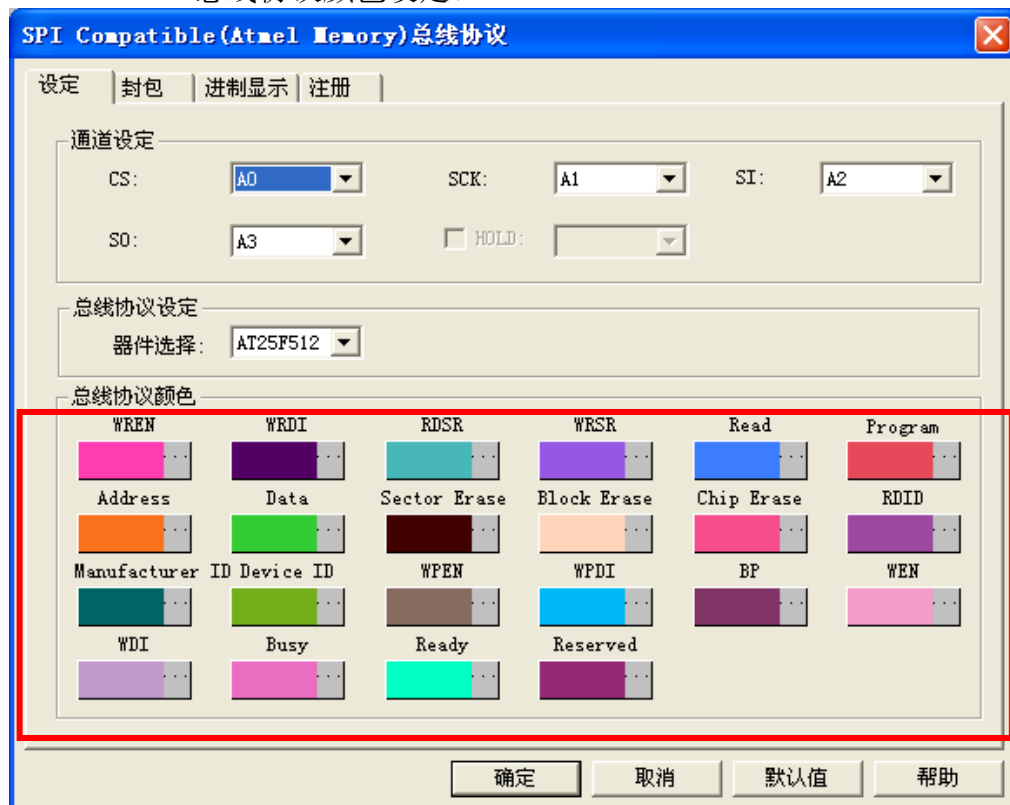 SPI Compatible(Atmel Memory)总线协议
设定 封包 进制显示 注册
通道设定
CS: A0 SCK: A1 SI: A2
SO: A3 HOLD:
总线协议设定
器件选择: AT25F512
总线协议颜色
WREN WRDI RDSR WRSR Read Program
... ... ... ... ... ...
Address Data Sector Erase Block Erase Chip Erase RDID
... ... ... ... ... ...
Manufacturer ID Device ID WPEN WPDI BP WEN
... ... ... ... ... ...
WDI Busy Ready Reserved
... ... ... ...
确定 取消 默认值 帮助